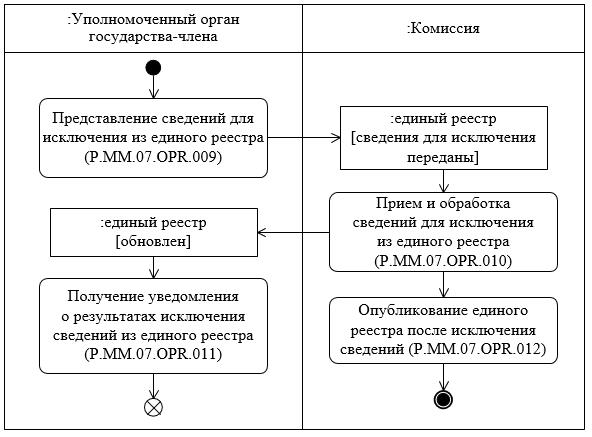 :Уполномоченный орган
государства-члена
:Комиссия
Представление сведений для
исключения из единого реестра
(P.MM.07.OPR.009)
:единый реестр
[сведения для исключения
переданы]
Прием и обработка
сведений для исключения
из единого реестра
(P.MM.07.OPR.010)
:единый реестр
[обновлен]
Получение уведомления
о результатах исключения
сведений из единого реестра
(P.MM.07.OPR.011)
Опубликование единого
реестра после исключения
сведений (P.MM.07.OPR.012)